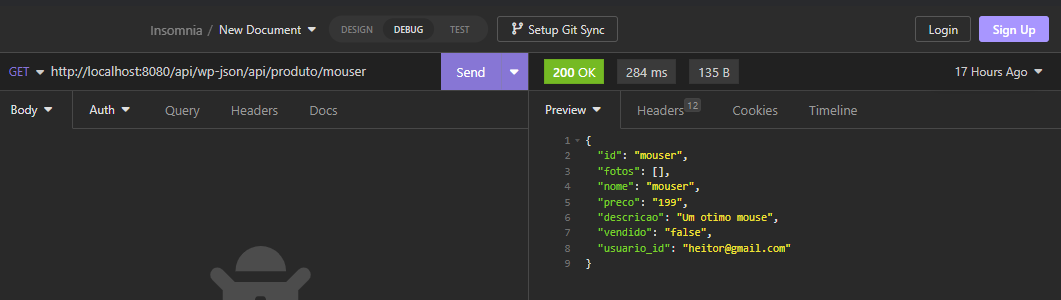 Insomnia / New Document DESIGN DEBUG TEST Setup Git Sync Login Sign Up
GET http://localhost:8080/api/wp-json/api/produto/mouser Send 200 OK 284 ms 135 B 17 Hours Ago
Body Auth Query Headers Docs Preview Headers 12 Cookies Timeline
1 {
2 "id": "mouser",
3 "fotos": [],
4 "nome": "mouser",
5 "preco": "199",
6 "descricao": "Um otimo mouse",
7 "vendido": "false",
8 "usuario_id": "heitor@gmail.com"
9 }